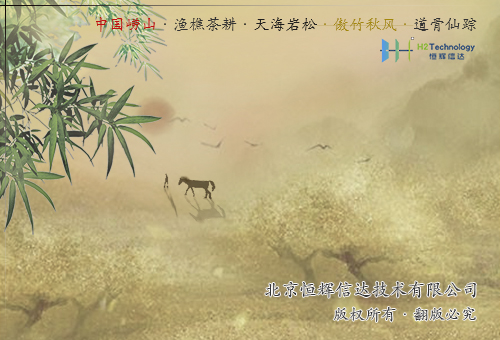 中国崂山·渔樵茶耕·天海岩松·傲竹秋风·道骨仙踪
H2 Technology
恒辉信达
北京恒辉信达技术有限公司
版权所有·翻版必究